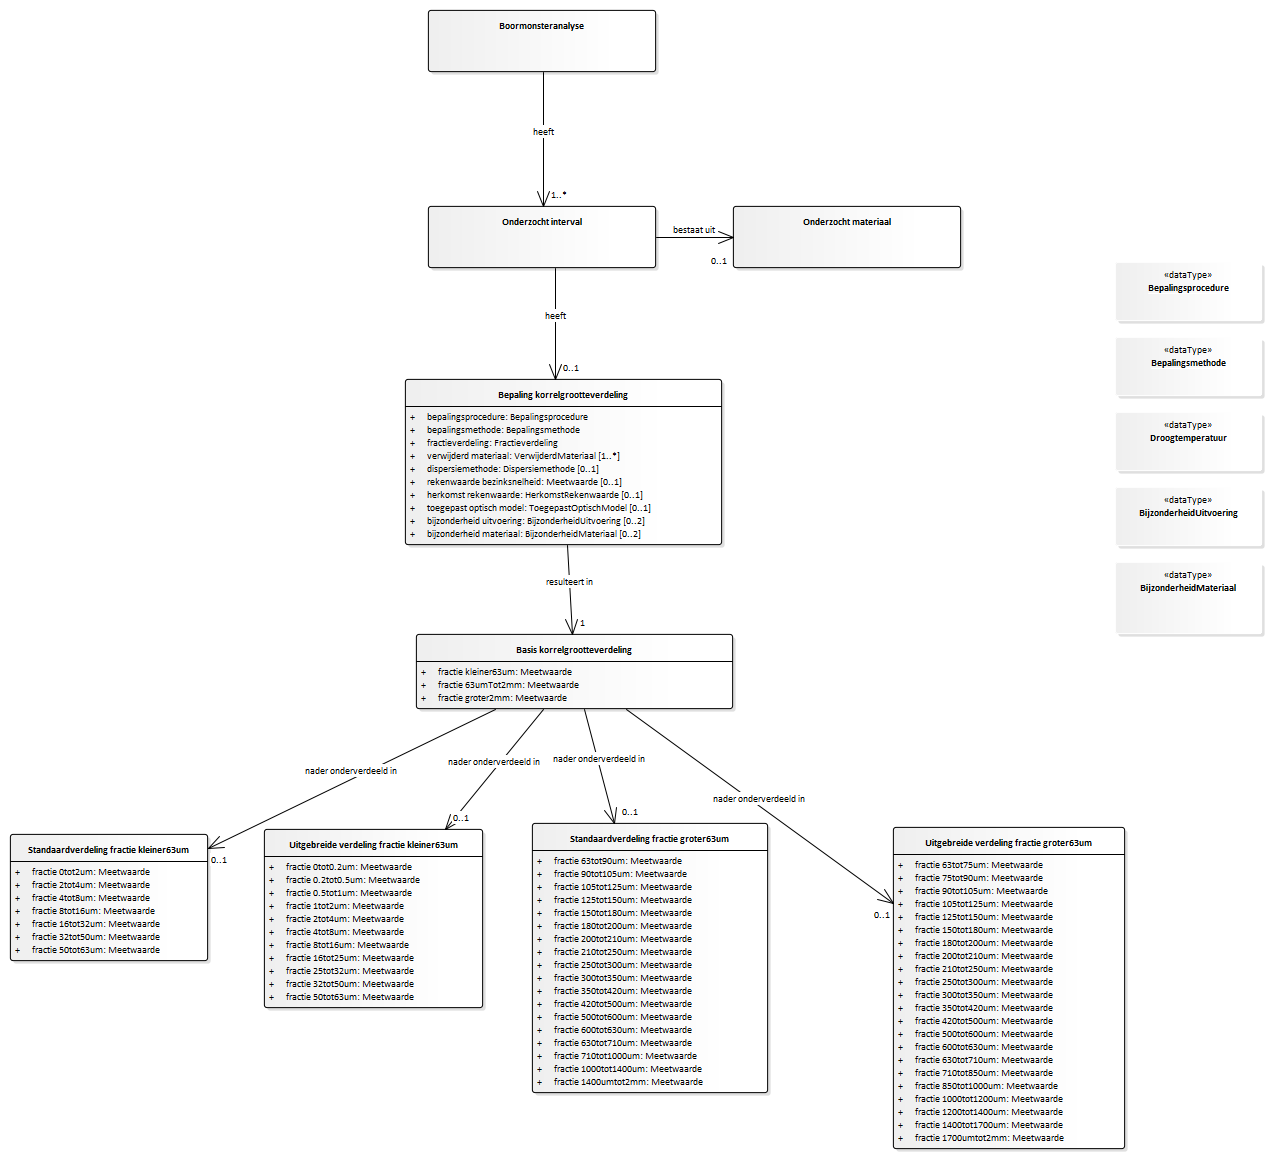 Boormonsteranalyse
heeft
1..*
Onderzocht interval
bestaat uit
0..1
Onderzocht materiaal
heeft
0..1
«dataType»
Bepalingsprocedure
«dataType»
Bepalingsmethode
«dataType»
Droogtemperatuur
«dataType»
BijzonderheidUitvoering
«dataType»
BijzonderheidMateriaal
Bepaling korrelgrootteverdeling
+ bepalingsprocedure: Bepalingsprocedure
+ bepalingsmethode: Bepalingsmethode
+ fractieverdeling: Fractieverdeling
+ verwijderd materiaal: VerwijderdMateriaal [1..*]
+ dispersiemethode: Dispersiemethode [0..1]
+ rekenwaarde bezinksnelheid: Meetwaarde [0..1]
+ herkomst rekenwaarde: HerkomstRekenwaarde [0..1]
+ toegepast optisch model: ToegepastOptischModel [0..1]
+ bijzonderheid uitvoering: BijzonderheidUitvoering [0..2]
+ bijzonderheid materiaal: BijzonderheidMateriaal [0..2]
resulteert in
1
Basis korrelgrootteverdeling
+ fractie kleiner63um: Meetwaarde
+ fractie 63umTot2mm: Meetwaarde
+ fractie groter2mm: Meetwaarde
nader onderverdeeld in
0..1
nader onderverdeeld in
0..1
nader onderverdeeld in
0..1
nader onderverdeeld in
0..1
Standaardverdeling fractie kleiner63um
+ fractie 0tot2um: Meetwaarde
+ fractie 2tot4um: Meetwaarde
+ fractie 4tot8um: Meetwaarde
+ fractie 8tot16um: Meetwaarde
+ fractie 16tot32um: Meetwaarde
+ fractie 32tot50um: Meetwaarde
+ fractie 50tot63um: Meetwaarde
Uitgebreide verdeling fractie kleiner63um
+ fractie 0tot0.2um: Meetwaarde
+ fractie 0.2tot0.5um: Meetwaarde
+ fractie 0.5tot1um: Meetwaarde
+ fractie 1tot2um: Meetwaarde
+ fractie 2tot4um: Meetwaarde
+ fractie 4tot8um: Meetwaarde
+ fractie 8tot16um: Meetwaarde
+ fractie 16tot25um: Meetwaarde
+ fractie 25tot32um: Meetwaarde
+ fractie 32tot50um: Meetwaarde
+ fractie 50tot63um: Meetwaarde
Standaardverdeling fractie groter63um
+ fractie 63tot90um: Meetwaarde
+ fractie 90tot105um: Meetwaarde
+ fractie 105tot125um: Meetwaarde
+ fractie 125tot150um: Meetwaarde
+ fractie 150tot180um: Meetwaarde
+ fractie 180tot200um: Meetwaarde
+ fractie 200tot210um: Meetwaarde
+ fractie 210tot250um: Meetwaarde
+ fractie 250tot300um: Meetwaarde
+ fractie 300tot350um: Meetwaarde
+ fractie 350tot420um: Meetwaarde
+ fractie 420tot500um: Meetwaarde
+ fractie 500tot600um: Meetwaarde
+ fractie 600tot630um: Meetwaarde
+ fractie 630tot710um: Meetwaarde
+ fractie 710tot1000um: Meetwaarde
+ fractie 1000tot1400um: Meetwaarde
+ fractie 1400umtot2mm: Meetwaarde
Uitgebreide verdeling fractie groter63um
+ fractie 63tot75um: Meetwaarde
+ fractie 75tot90um: Meetwaarde
+ fractie 90tot105um: Meetwaarde
+ fractie 105tot125um: Meetwaarde
+ fractie 125tot150um: Meetwaarde
+ fractie 150tot180um: Meetwaarde
+ fractie 180tot200um: Meetwaarde
+ fractie 200tot210um: Meetwaarde
+ fractie 210tot250um: Meetwaarde
+ fractie 250tot300um: Meetwaarde
+ fractie 300tot350um: Meetwaarde
+ fractie 350tot420um: Meetwaarde
+ fractie 420tot500um: Meetwaarde
+ fractie 500tot600um: Meetwaarde
+ fractie 600tot630um: Meetwaarde
+ fractie 630tot710um: Meetwaarde
+ fractie 710tot850um: Meetwaarde
+ fractie 850tot1000um: Meetwaarde
+ fractie 1000tot1200um: Meetwaarde
+ fractie 1200tot1400um: Meetwaarde
+ fractie 1400tot1700um: Meetwaarde
+ fractie 1700umtot2mm: Meetwaarde